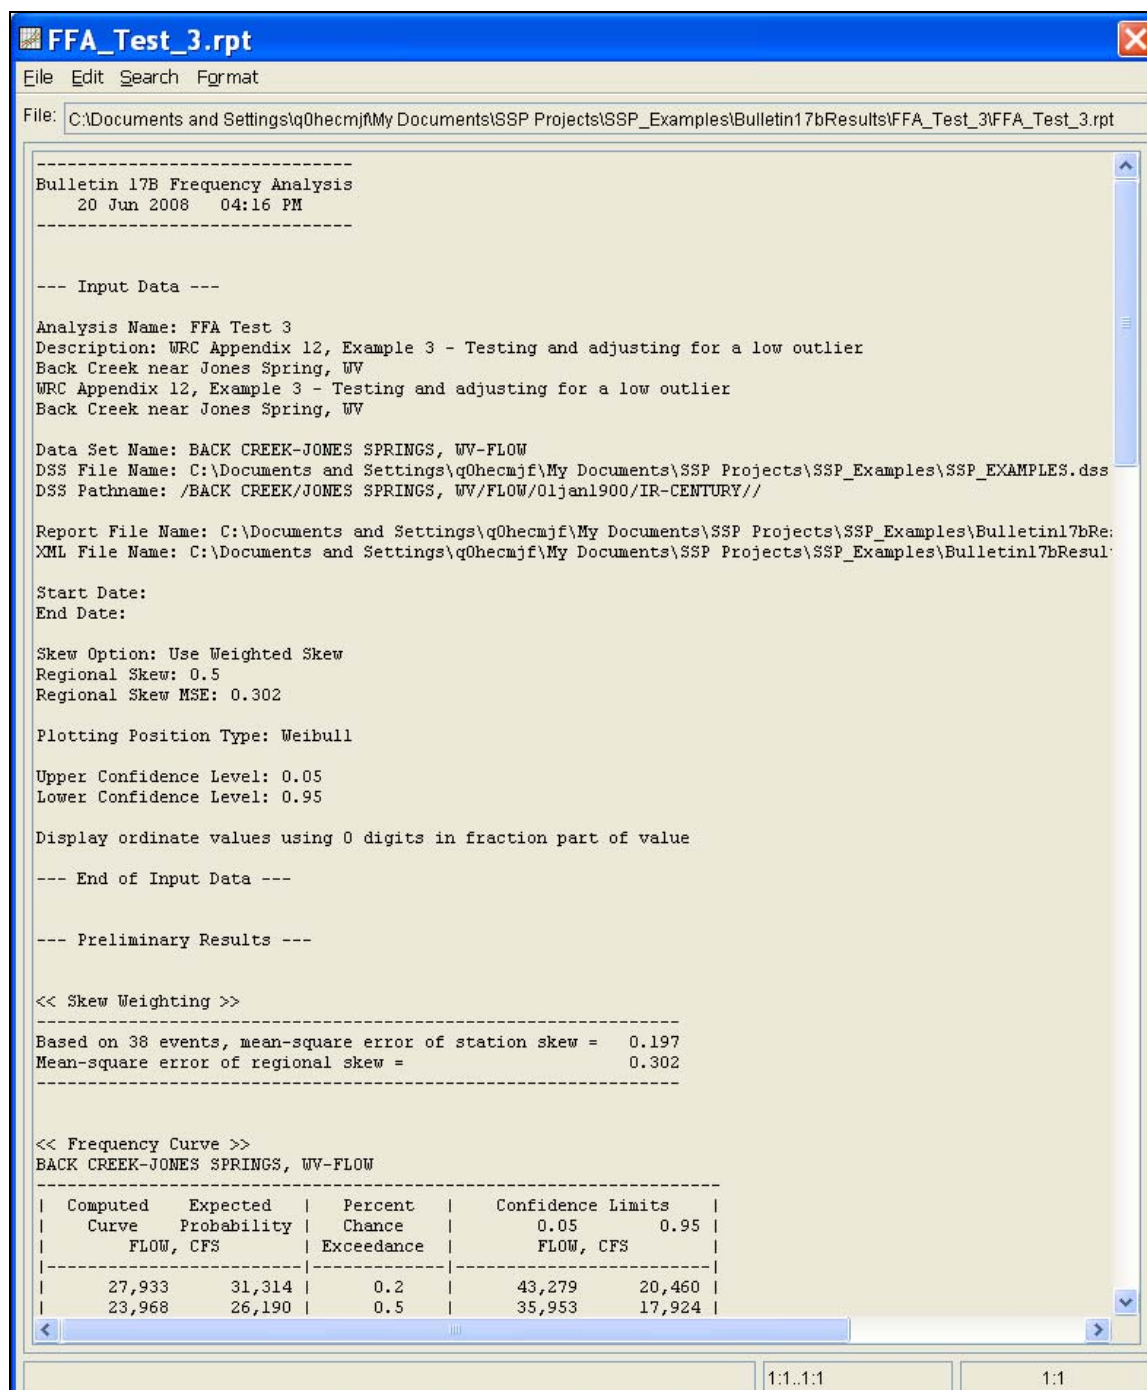 FFA_Test_3.rpt
File Edit Search Format
File: C:\Documents and Settings\q0hecmjf\My Documents\SSP Projects\SSP_Examples\Bulletin17bResults\FFA_Test_3\FFA_Test_3.rpt
-------------------------------
Bulletin 17B Frequency Analysis
20 Jun 2008 04:16 PM
-------------------------------
--- Input Data ---
Analysis Name: FFA Test 3
Description: WRC Appendix 12, Example 3 - Testing and adjusting for a low outlier
Back Creek near Jones Spring, WV
WRC Appendix 12, Example 3 - Testing and adjusting for a low outlier
Back Creek near Jones Spring, WV
Data Set Name: BACK CREEK-JONES SPRINGS, WV-FLOW
DSS File Name: C:\Documents and Settings\q0hecmjf\My Documents\SSP Projects\SSP_Examples\SSP_EXAMPLES.dss
DSS Pathname: /BACK CREEK/JONES SPRINGS, WV/FLOW/01jan1900/IR-CENTURY//
Report File Name: C:\Documents and Settings\q0hecmjf\My Documents\SSP Projects\SSP_Examples\Bulletin17bRe
XML File Name: C:\Documents and Settings\q0hecmjf\My Documents\SSP Projects\SSP_Examples\Bulletin17bResul
Start Date:
End Date:
Skew Option: Use Weighted Skew
Regional Skew: 0.5
Regional Skew MSE: 0.302
Plotting Position Type: Weibull
Upper Confidence Level: 0.05
Lower Confidence Level: 0.95
Display ordinate values using 0 digits in fraction part of value
--- End of Input Data ---
--- Preliminary Results ---
<< Skew Weighting >>
---------------------------------------------------------------
Based on 38 events, mean-square error of station skew = 0.197
Mean-square error of regional skew = 0.302
---------------------------------------------------------------
<< Frequency Curve >>
BACK CREEK-JONES SPRINGS, WV-FLOW
-------------------------------------------------------------------
| Computed Expected | Percent | Confidence Limits |
| Curve Probability | Chance | 0.05 0.95 |
| FLOW, CFS | Exceedance | FLOW, CFS |
|-------------------------|-------------|-------------------------|
| 27,933 31,314 | 0.2 | 43,279 20,460 |
| 23,968 26,190 | 0.5 | 35,953 17,924 |
1:1..1:1 1:1